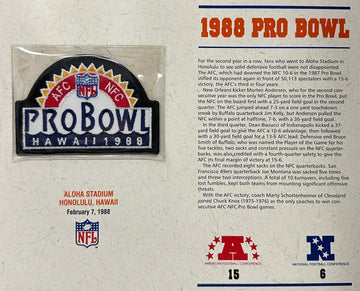 1988 PRO BOWL
For the second year in a row, fans who went to Aloha Stadium in
Honolulu to see solid defensive football were not disappointed.
The AFC, which had downed the NFC 10-6 in the 1987 Pro Bowl,
stifled its opponent again in front of 50,113 spectators with a 15-6
victory, its third in four years.
New Orleans kicker Morten Andersen, who for the second con-
secutive year was the only NFC player to score in the Pro Bowl, put
the NFC on the board first with a 25-yard field goal in the second
quarter. The AFC jumped ahead 7-3 on a one yard touchdown
sneak by Buffalo quarterback Jim Kelly, but Andersen pulled the
NFC within a point at halftime, 7-6, with a 36-yard field goal.
In the third quarter, Dean Biasucci of Indianapolis kicked a 37-
yard field goal to give the AFC a 10-6 advantage, then followed
with a 30-yard field goal for a 13-6 AFC lead. Defensive end Bruce
Smith of Buffalo, who was named the Player of the Game for his
five tackles, two sacks and constant pressure on the NFC quarter-
backs, was also credited with a fourth-quarter safety to give the
AFC its final margin of victory at 15-6.
The AFC recorded eight sacks on the NFC quarterbacks. San
Francisco 49ers quarterback Joe Montana was sacked five times
and threw two interceptions. A total of 10 turnovers, including five
lost fumbles, kept both teams from mounting significant offensive
threats.
With the AFC victory, coach Marty Schottenheimer of Cleveland
joined Chuck Knox (1975-1976) as the only coaches to win con-
secutive AFC-NFC Pro Bowl games.
AFC
NFL
NFC
PRO BOWL
HAWAII 1988
ALOHA STADIUM
HONOLULU, HAWAII
February 7, 1988
NFL
A
AMERICAN FOOTBALL CONFERENCE
15
N
NATIONAL FOOTBALL CONFERENCE
6